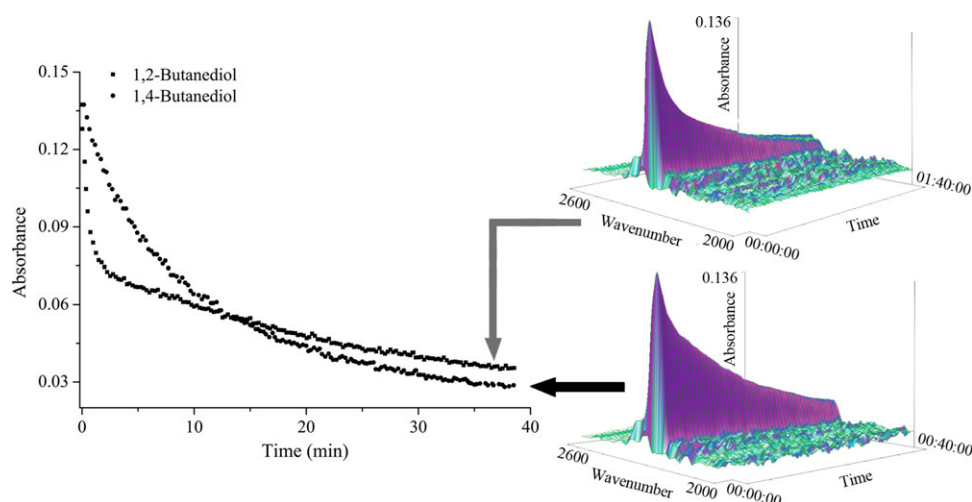 0.15
0.12
0.09
0.06
0.03
Absorbance
0
10
20
30
40
Time (min)
1,2-Butanediol
1,4-Butanediol
0.136
Absorbance
2600
Wavenumber
2000
00:00:00
Time
01:40:00
0.136
Absorbance
2600
Wavenumber
2000
00:00:00
Time
00:40:00